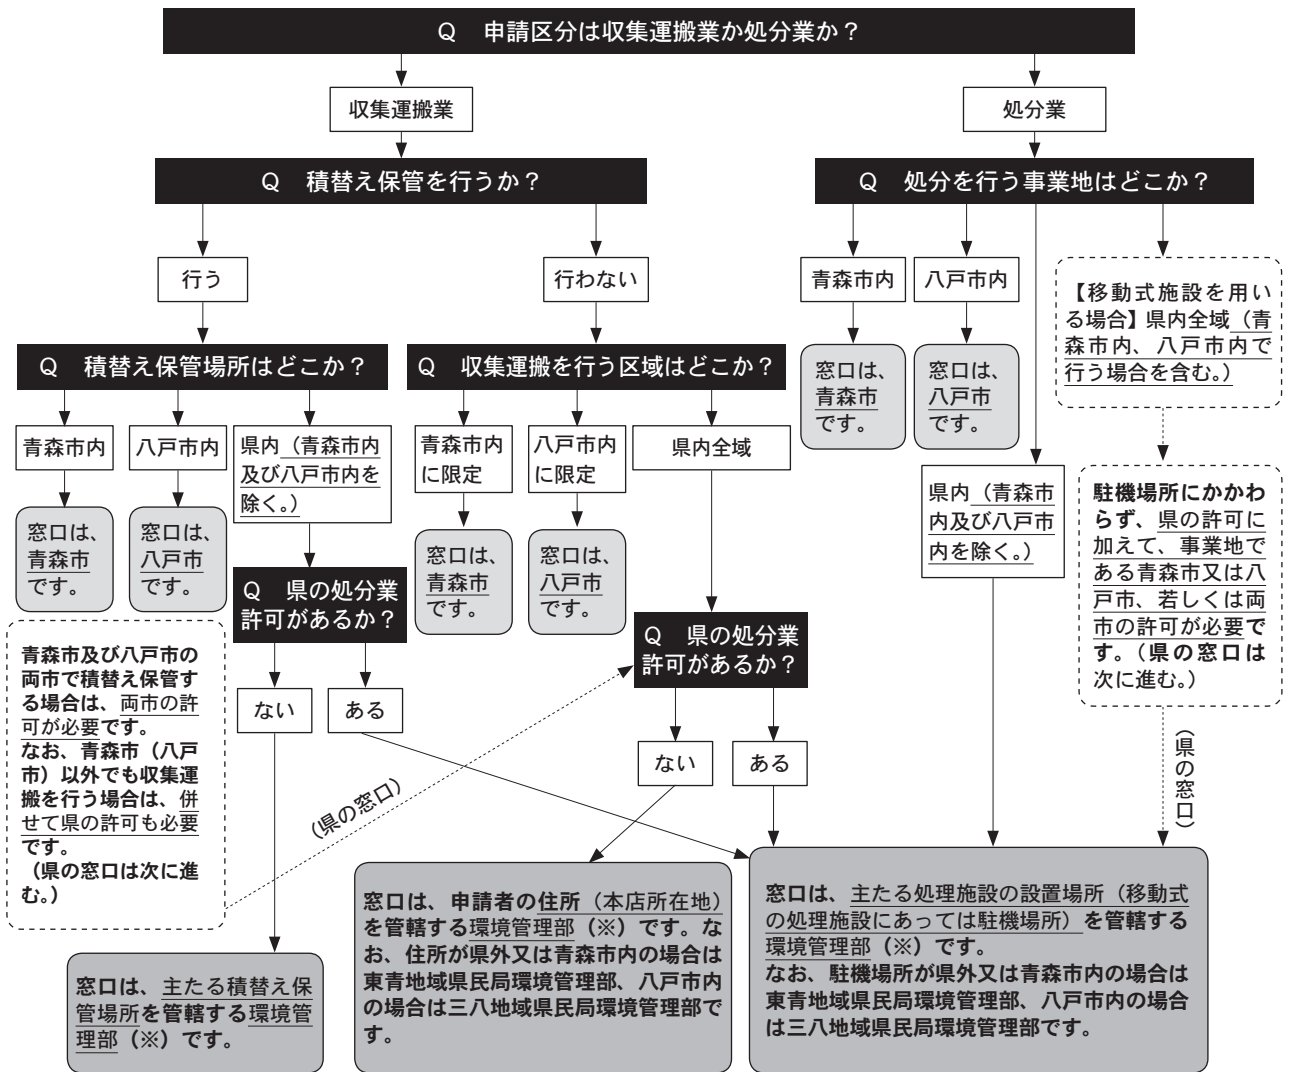 Q 申請区分は収集運搬業か処分業か？
収集運搬業
処分業
Q 積替え保管を行うか？
Q 処分を行う事業地はどこか？
行う
行わない
青森市内
八戸市内
【移動式施設を用い
る場合】県内全域（青
森市内、八戸市内で
行う場合を含む。）
Q 積替え保管場所はどこか？
Q 収集運搬を行う区域はどこか？
窓口は、
青森市
です。
窓口は、
八戸市
です。
青森市内
八戸市内
県内（青森市内
及び八戸市内を
除く。）
青森市内
に限定
八戸市内
に限定
県内全域
県内（青森市
内及び八戸市
内を除く。）
駐機場所にかかわ
らず、県の許可に
加えて、事業地で
ある青森市又は八
戸市、若しくは両
市の許可が必要で
す。（県の窓口は
次に進む。）
窓口は、
青森市
です。
窓口は、
八戸市
です。
Q 県の処分業
許可があるか？
窓口は、
青森市
です。
窓口は、
八戸市
です。
Q 県の処分業
許可があるか？
青森市及び八戸市の
両市で積替え保管す
る場合は、両市の許
可が必要です。
なお、青森市（八戸
市）以外でも収集運
搬を行う場合は、併
せて県の許可も必要
です。
（県の窓口は次に進
む。）
ない
ある
ない
ある
（県の窓口）
（県の窓口）
窓口は、主たる積替え保
管場所を管轄する環境管
理部（※）です。
窓口は、申請者の住所（本店所在地）
を管轄する環境管理部（※）です。な
お、住所が県外又は青森市内の場合は
東青地域県民局環境管理部、八戸市内
の場合は三八地域県民局環境管理部で
す。
窓口は、主たる処理施設の設置場所（移動式
の処理施設にあっては駐機場所）を管轄する
環境管理部（※）です。
なお、駐機場所が県外又は青森市内の場合は
東青地域県民局環境管理部、八戸市内の場合
は三八地域県民局環境管理部です。